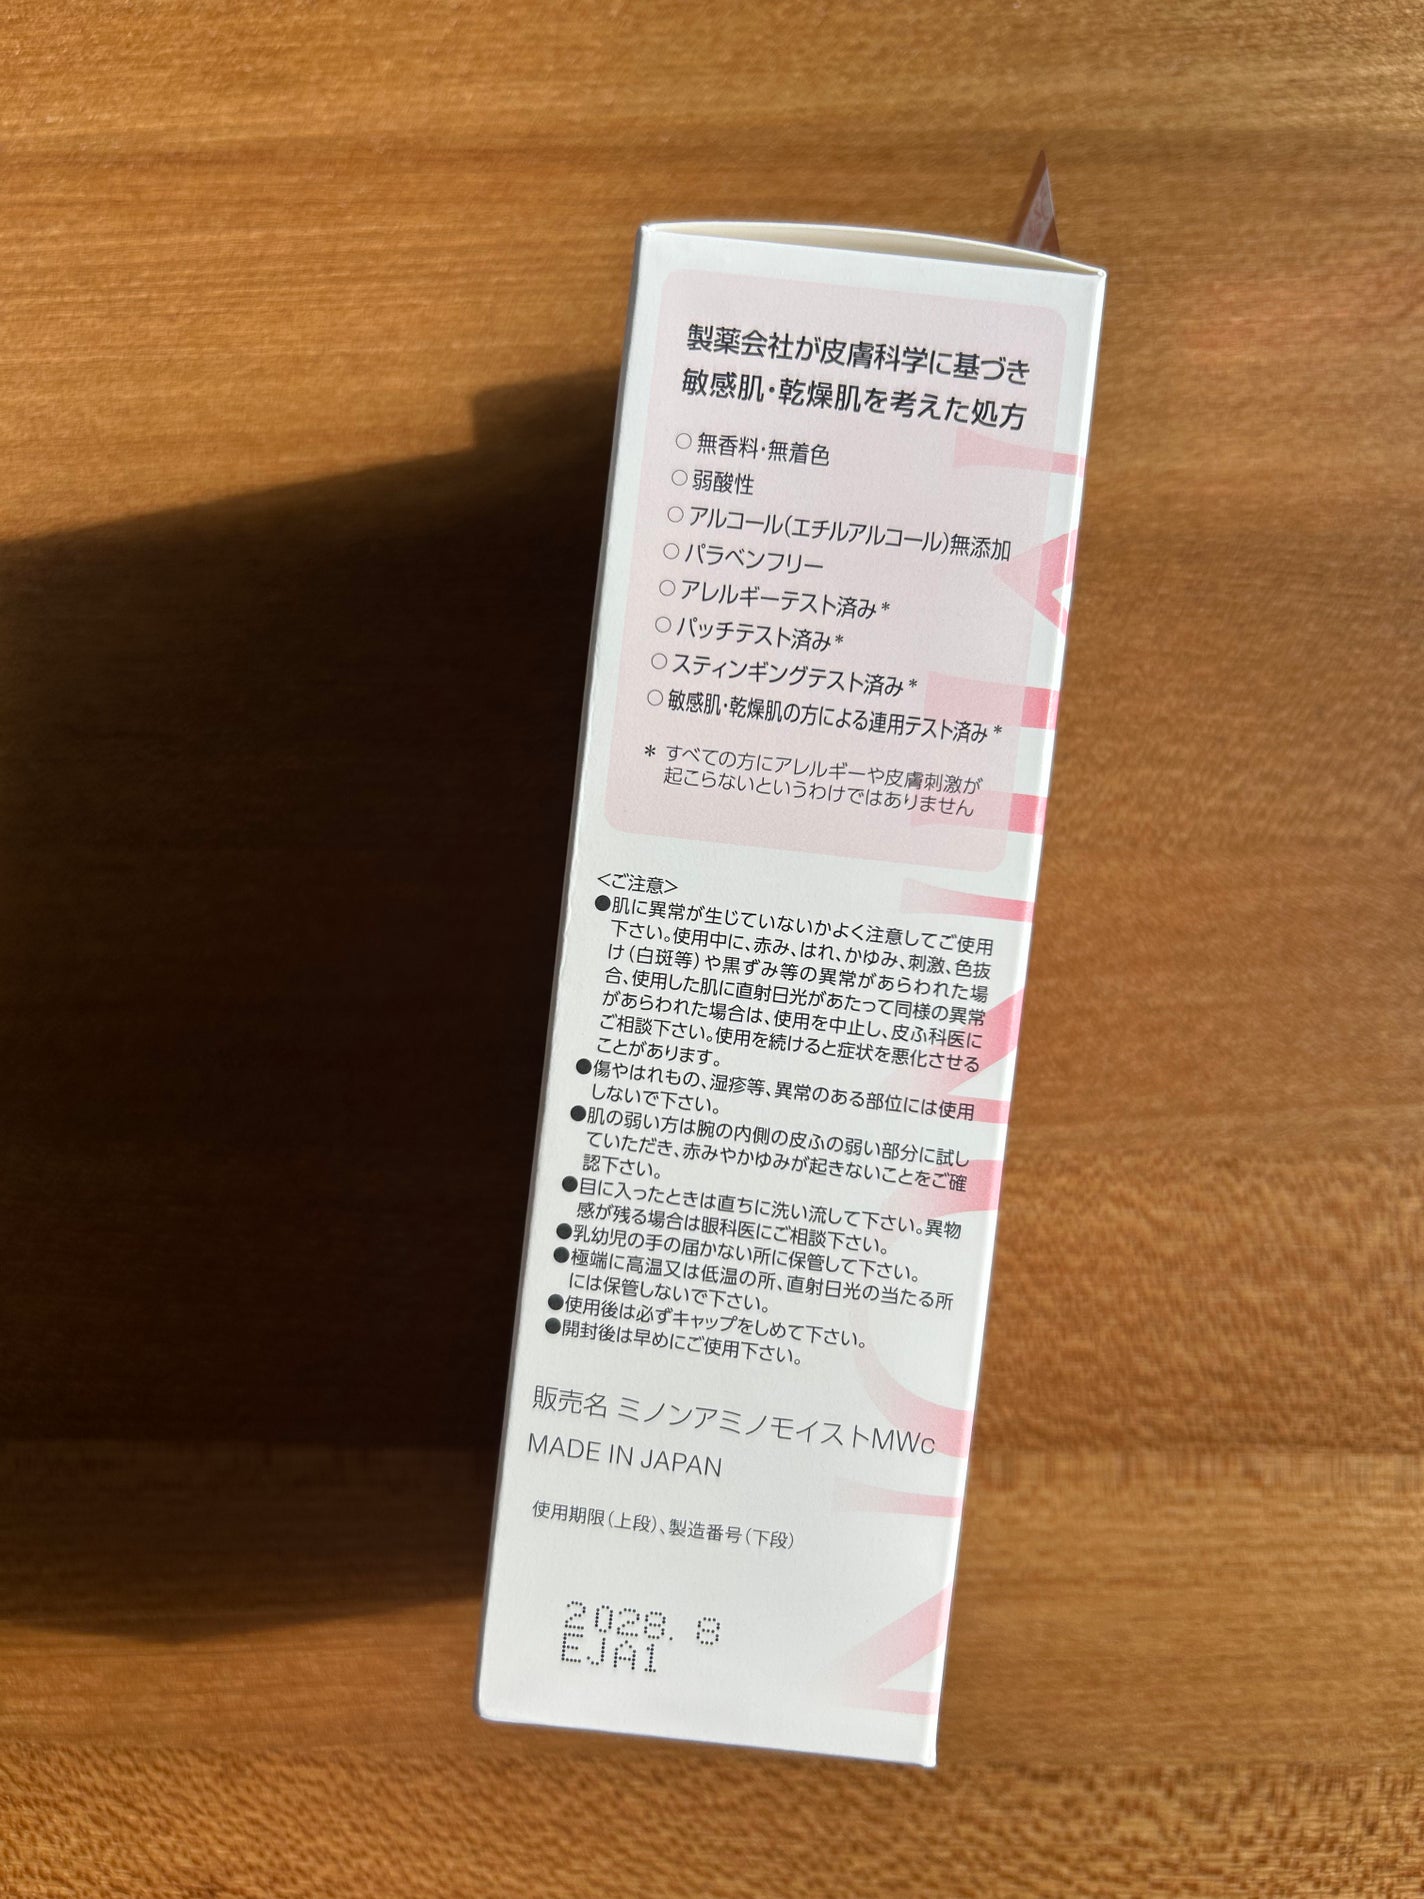 製薬会社が皮膚科学に基づき
敏感肌・乾燥肌を考えた処方
○ 無香料・無着色
○ 弱酸性
○ アルコール(エチルアルコール)無添加
○ パラベンフリー
○ アレルギーテスト済み*
○ パッチテスト済み*
○ スティンギングテスト済み*
○ 敏感肌・乾燥肌の方による連用テスト済み*
* すべての方にアレルギーや皮膚刺激が
起こらないというわけではありません
<ご注意>
●肌に異常が生じていないかよく注意してご使用
下さい。使用中に、赤み、はれ、かゆみ、刺激、色抜
け(白斑等)や黒ずみ等の異常があらわれた場
合、使用した肌に直射日光があたって同様の異常
があらわれた場合は、使用を中止し、皮ふ科医に
ご相談下さい。使用を続けると症状を悪化させる
ことがあります。
●傷やはれもの、湿疹等、異常のある部位には使用
しないで下さい。
●肌の弱い方は腕の内側の皮ふの弱い部分に試し
ていただき、赤みやかゆみが起きないことをご確
認下さい。
●目に入ったときは直ちに洗い流して下さい。異物
感が残る場合は眼科医にご相談下さい。
●乳幼児の手の届かない所に保管して下さい。
●極端に高温又は低温の所、直射日光の当たる所
には保管しないで下さい。
●使用後は必ずキャップをしめて下さい。
●開封後は早めにご使用下さい。
販売名 ミノンアミノモイストMWc
MADE IN JAPAN
使用期限(上段)、製造番号(下段)
2028. 8
EJA1